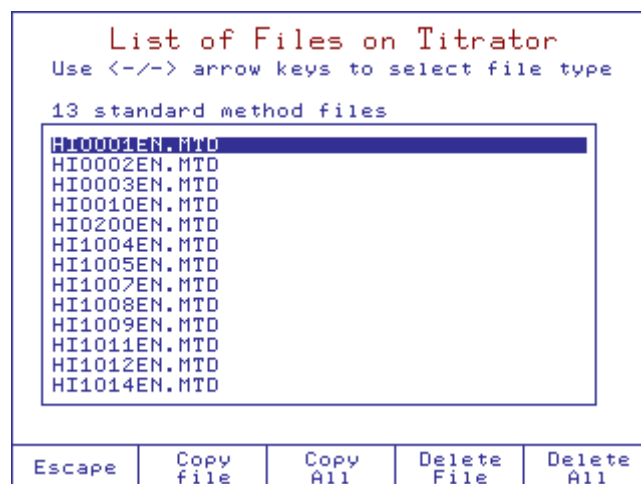 List of Files on Titrator
Use <-/-> arrow keys to select file type
13 standard method files
HI0001EN.MTD
HI0002EN.MTD
HI0003EN.MTD
HI0010EN.MTD
HI0200EN.MTD
HI1004EN.MTD
HI1005EN.MTD
HI1007EN.MTD
HI1008EN.MTD
HI1009EN.MTD
HI1011EN.MTD
HI1012EN.MTD
HI1014EN.MTD
Escape
Copy
file
Copy
All
Delete
File
Delete
All